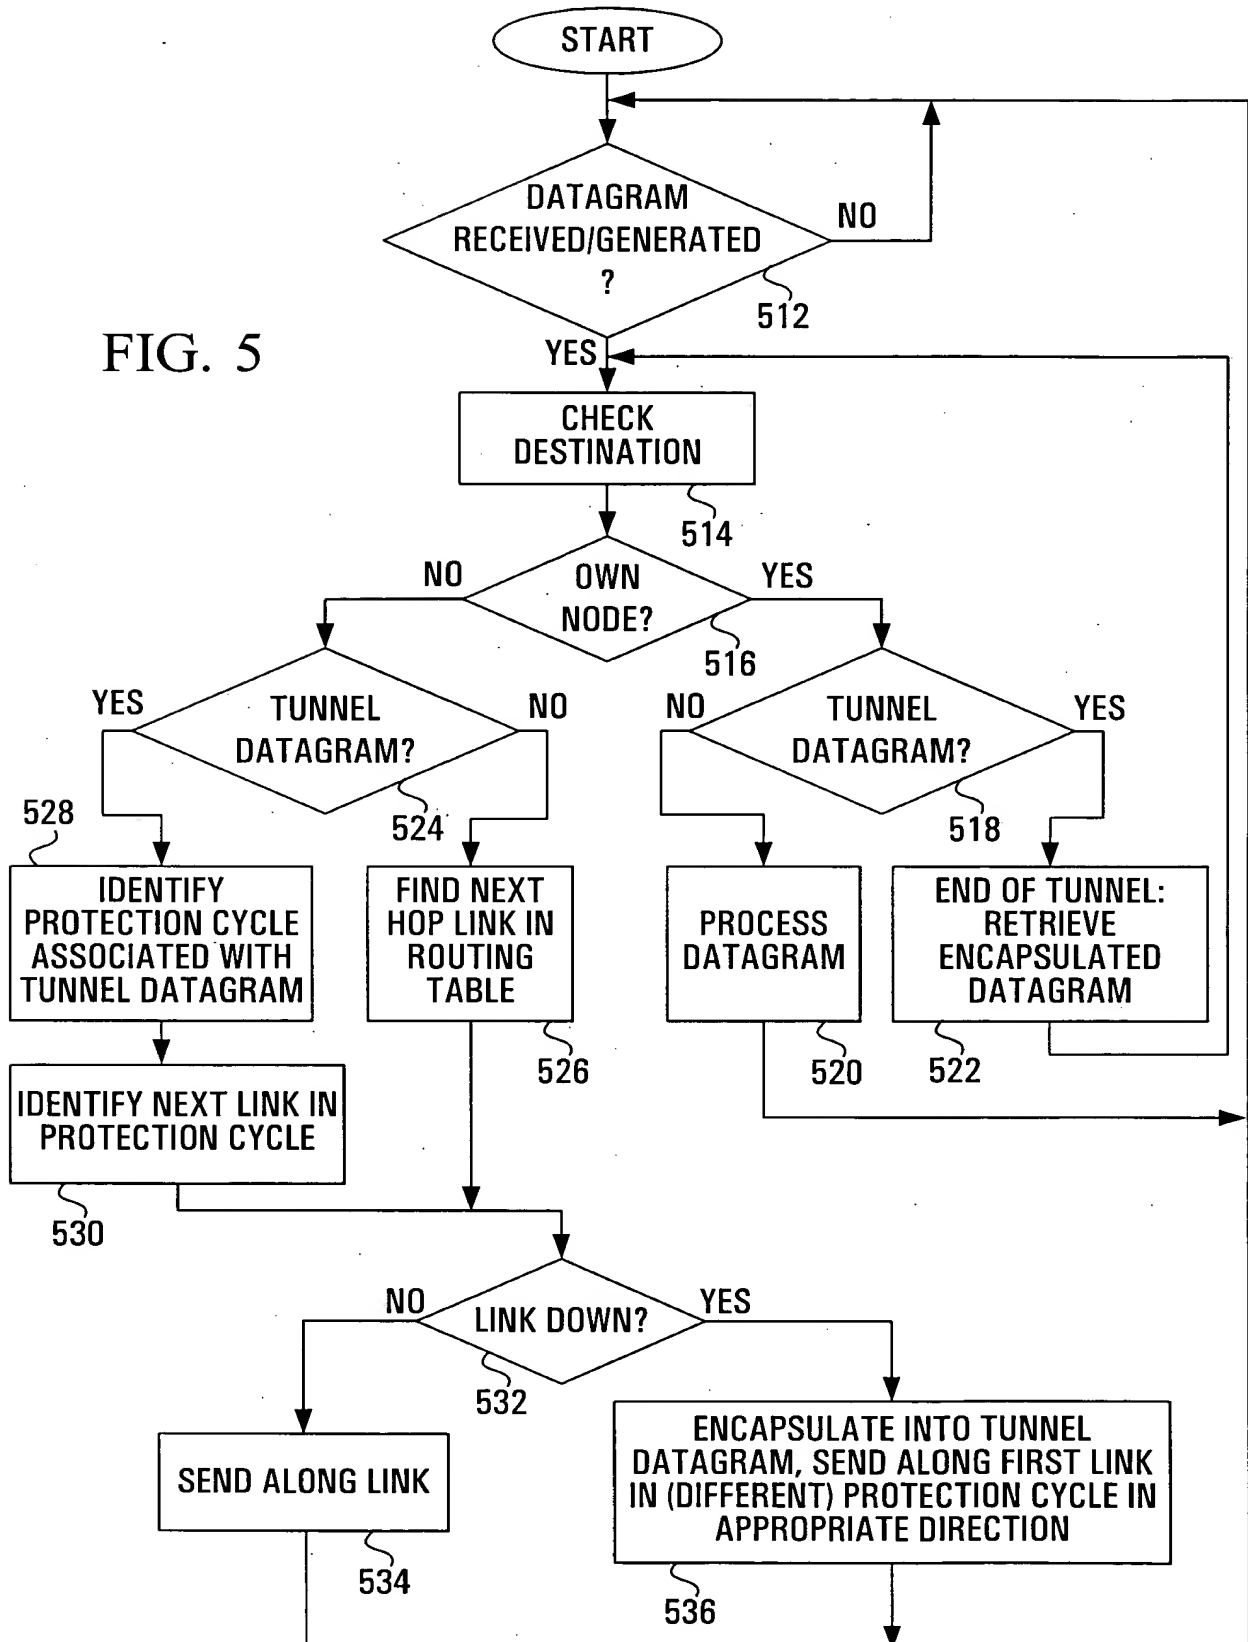 START
DATAGRAM
RECEIVED/GENERATED
?
NO
512
FIG. 5
YES
CHECK
DESTINATION
514
NO
OWN
NODE?
YES
516
YES
TUNNEL
DATAGRAM?
NO
524
NO
TUNNEL
DATAGRAM?
YES
518
528
IDENTIFY
PROTECTION CYCLE
ASSOCIATED WITH
TUNNEL DATAGRAM
FIND NEXT
HOP LINK IN
ROUTING
TABLE
526
PROCESS
DATAGRAM
520
END OF TUNNEL:
RETRIEVE
ENCAPSULATED
DATAGRAM
522
IDENTIFY NEXT LINK IN
PROTECTION CYCLE
530
NO
LINK DOWN?
YES
532
SEND ALONG LINK
534
ENCAPSULATE INTO TUNNEL
DATAGRAM, SEND ALONG FIRST LINK
IN (DIFFERENT) PROTECTION CYCLE IN
APPROPRIATE DIRECTION
536